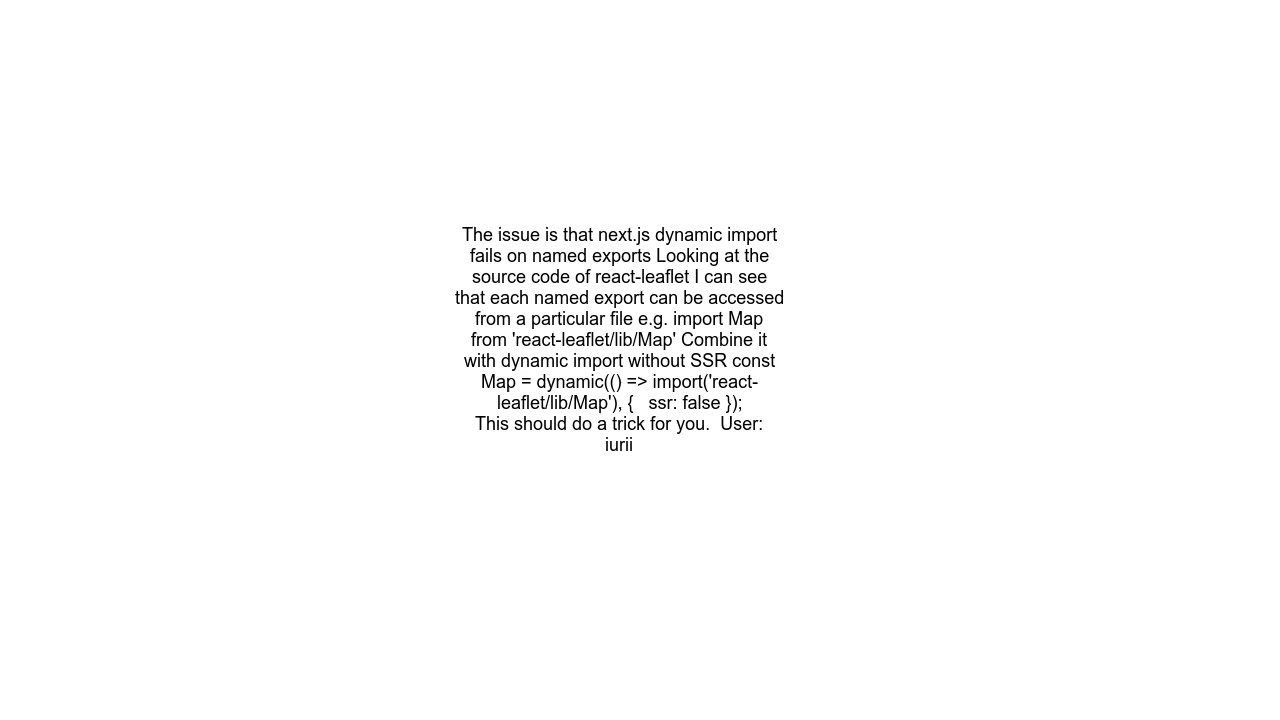 The issue is that next.js dynamic import
fails on named exports Looking at the
source code of react-leaflet I can see
that each named export can be accessed
from a particular file e.g. import Map
from 'react-leaflet/lib/Map' Combine it
with dynamic import without SSR const
Map = dynamic(() => import('react-
leaflet/lib/Map'), {   ssr: false });
This should do a trick for you.  User:
iurii